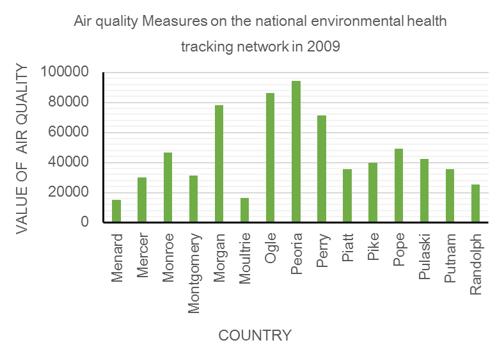 Air quality Measures on the national environmental health
tracking network in 2009
VALUE OF AIR QUALITY
100000
80000
60000
40000
20000
0
Menard
Mercer
Monroe
Montgomery
Morgan
Moultrie
Ogle
Peoria
Perry
Piatt
Pike
Pope
Pulaski
Putnam
Randolph
COUNTRY